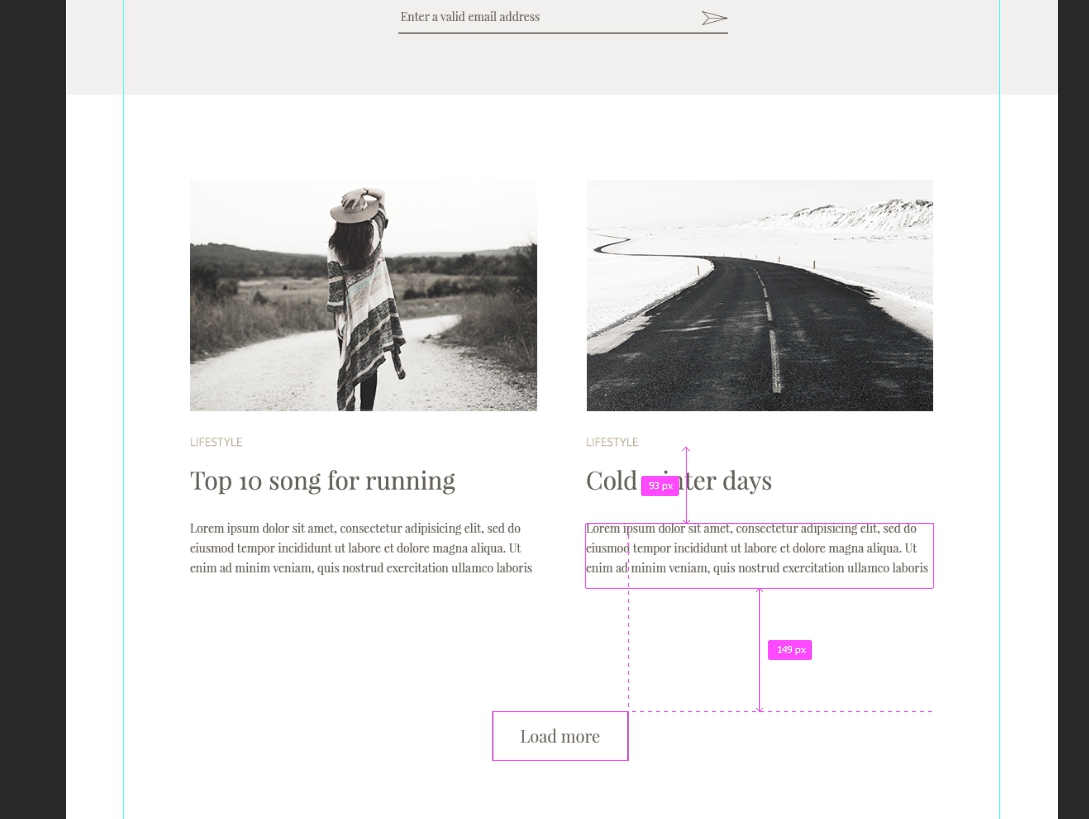 Enter a valid email address
LIFESTYLE
Top 10 song for running
Lorem ipsum dolor sit amet, consectetur adipisicing elit, sed do
eiusmod tempor incididunt ut labore et dolore magna aliqua. Ut
enim ad minim veniam, quis nostrud exercitation ullamco laboris
LIFESTYLE
Cold winter days
93 px
Lorem ipsum dolor sit amet, consectetur adipisicing elit, sed do
eiusmod tempor incididunt ut labore et dolore magna aliqua. Ut
enim ad minim veniam, quis nostrud exercitation ullamco laboris
149 px
Load more